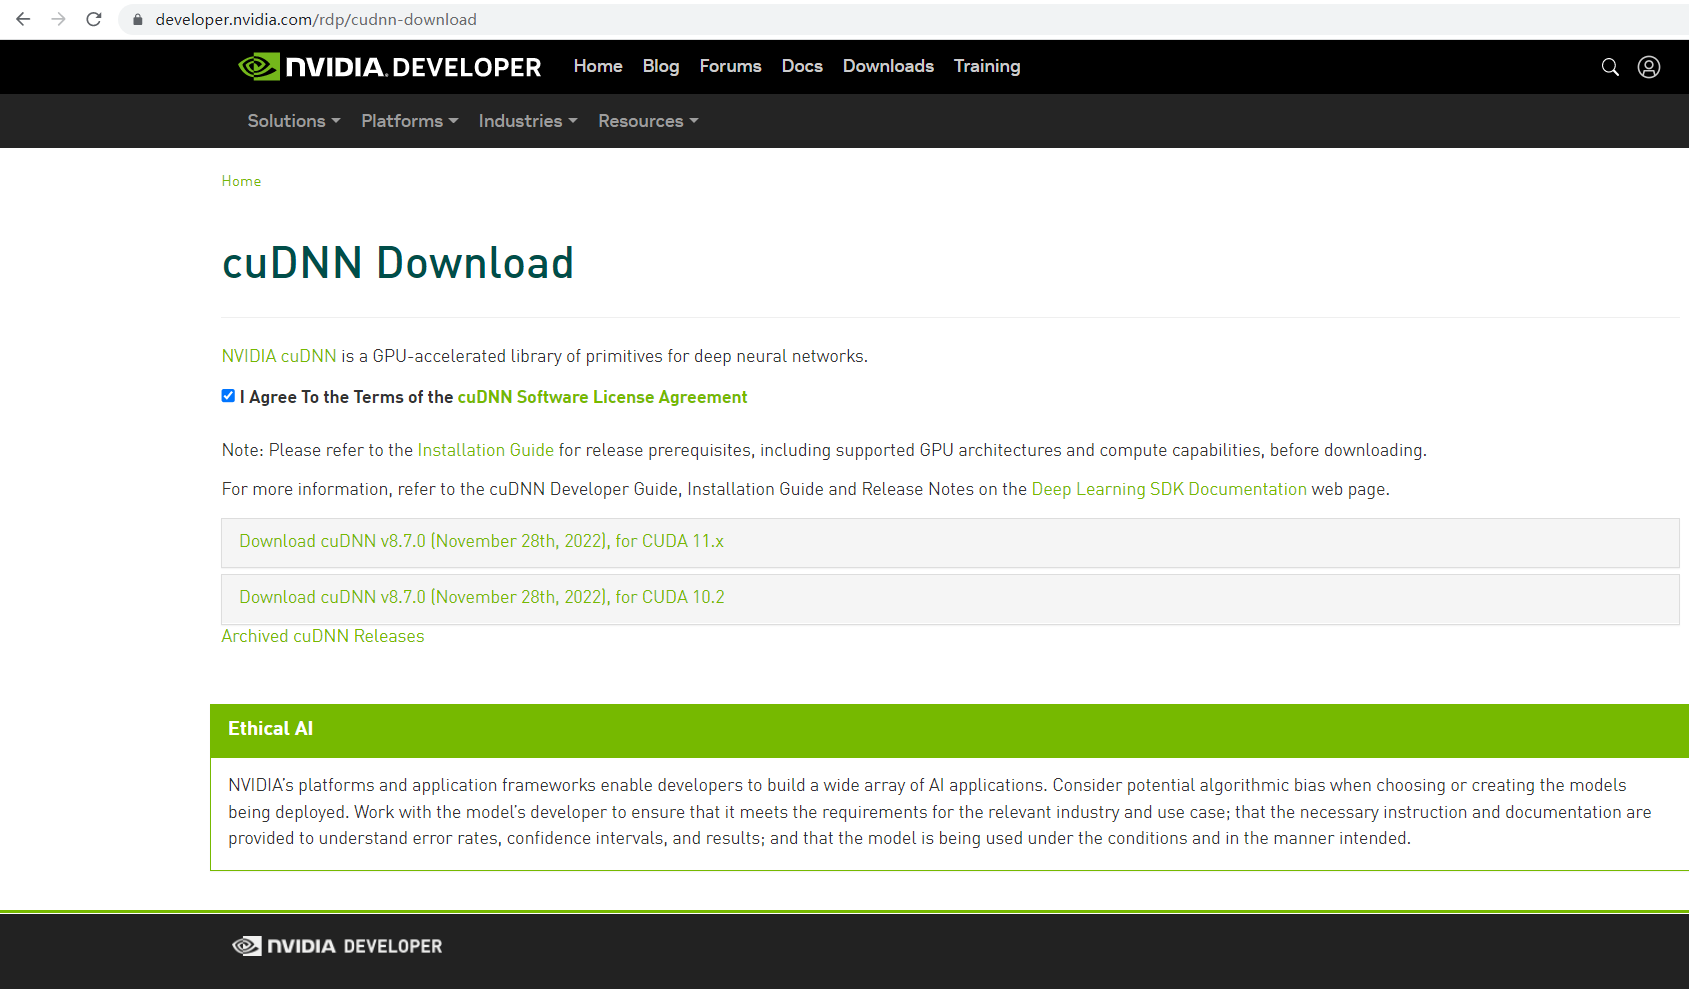 developer.nvidia.com/rdp/cudnn-download
NVIDIA. DEVELOPER Home Blog Forums Docs Downloads Training
Solutions Platforms Industries Resources
Home
cuDNN Download
NVIDIA cuDNN is a GPU-accelerated library of primitives for deep neural networks.
I Agree To the Terms of the cuDNN Software License Agreement
Note: Please refer to the Installation Guide for release prerequisites, including supported GPU architectures and compute capabilities, before downloading.
For more information, refer to the cuDNN Developer Guide, Installation Guide and Release Notes on the Deep Learning SDK Documentation web page.
Download cuDNN v8.7.0 (November 28th, 2022), for CUDA 11.x
Download cuDNN v8.7.0 (November 28th, 2022), for CUDA 10.2
Archived cuDNN Releases
Ethical AI
NVIDIA's platforms and application frameworks enable developers to build a wide array of AI applications. Consider potential algorithmic bias when choosing or creating the models
being deployed. Work with the model's developer to ensure that it meets the requirements for the relevant industry and use case; that the necessary instruction and documentation are
provided to understand error rates, confidence intervals, and results; and that the model is being used under the conditions and in the manner intended.
NVIDIA DEVELOPER